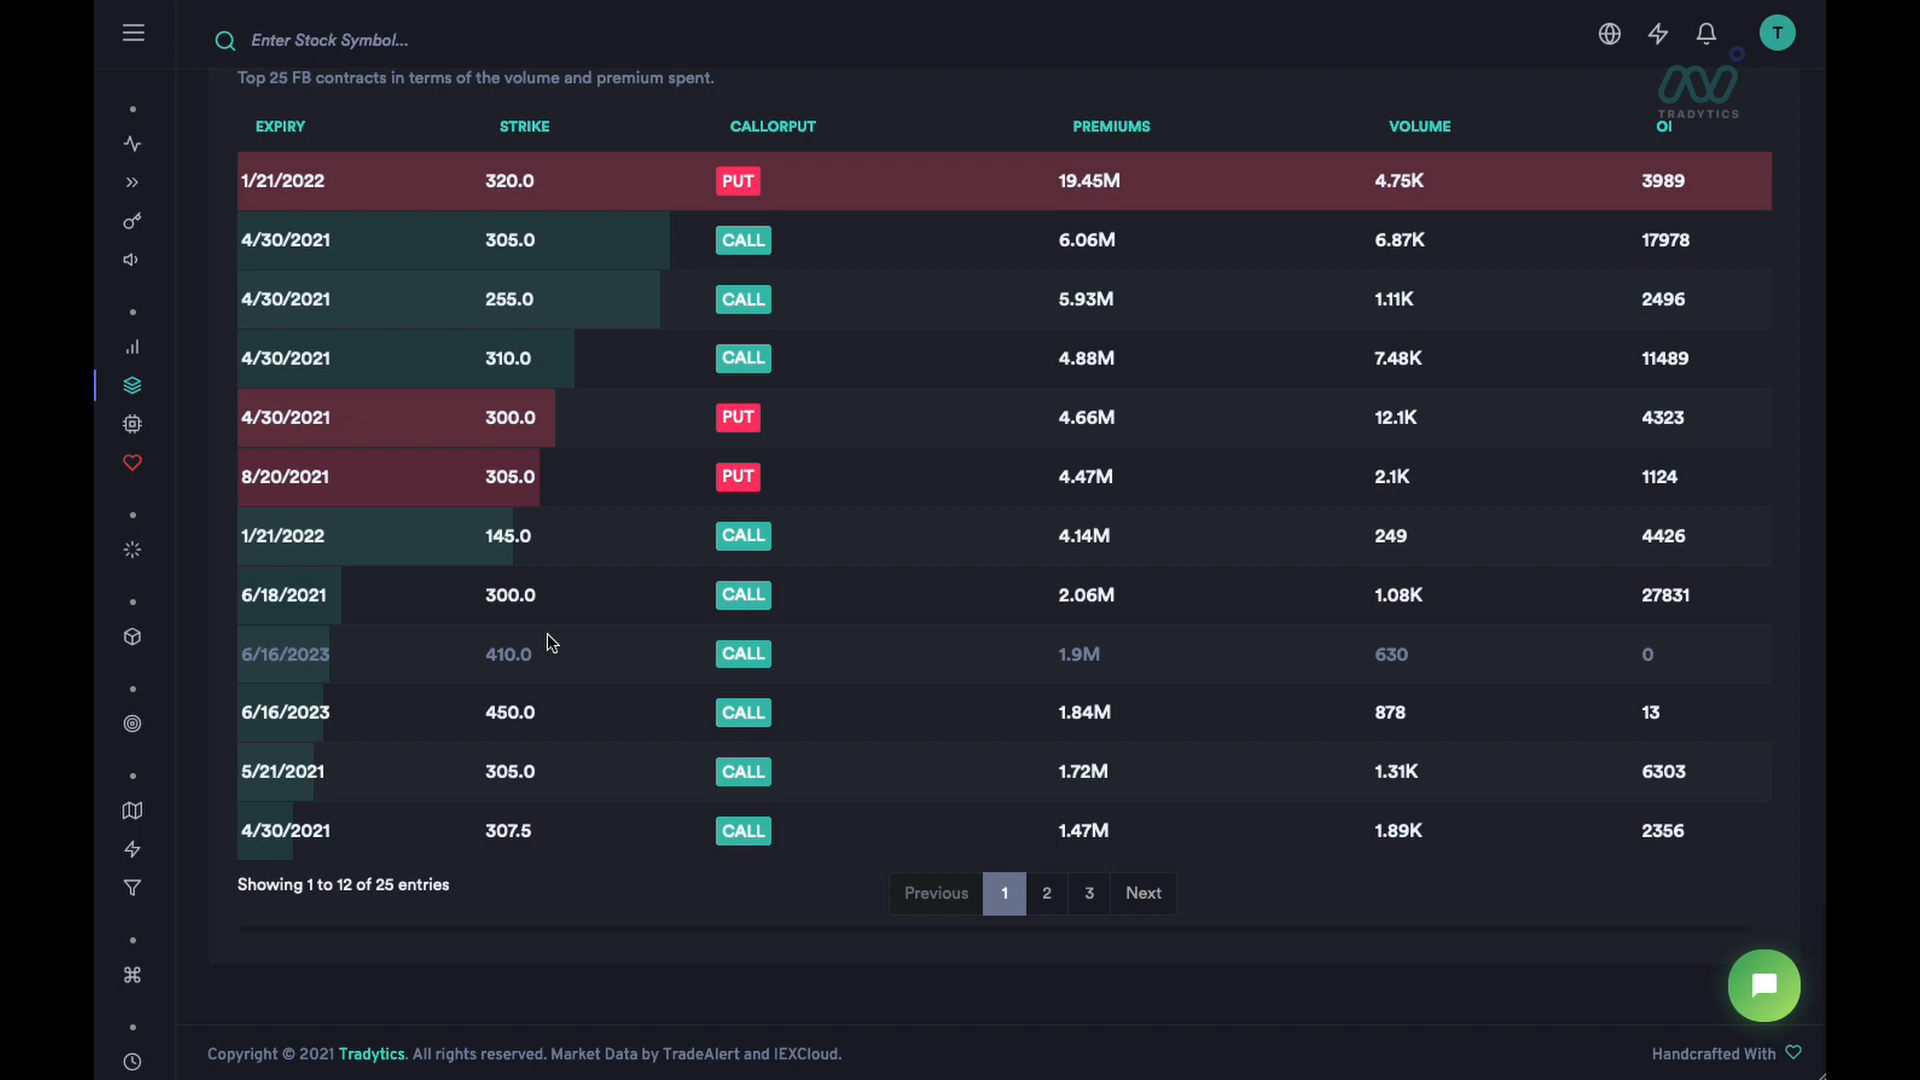 Enter Stock Symbol...
T
Top 25 FB contracts in terms of the volume and premium spent.
TRADYTICS
EXPIRY STRIKE CALLORPUT PREMIUMS VOLUME OI
1/21/2022 320.0 PUT 19.45M 4.75K 3989
4/30/2021 305.0 CALL 6.06M 6.87K 17978
4/30/2021 255.0 CALL 5.93M 1.11K 2496
4/30/2021 310.0 CALL 4.88M 7.48K 11489
4/30/2021 300.0 PUT 4.66M 12.1K 4323
8/20/2021 305.0 PUT 4.47M 2.1K 1124
1/21/2022 145.0 CALL 4.14M 249 4426
6/18/2021 300.0 CALL 2.06M 1.08K 27831
6/16/2023 410.0 CALL 1.9M 630 0
6/16/2023 450.0 CALL 1.84M 878 13
5/21/2021 305.0 CALL 1.72M 1.31K 6303
4/30/2021 307.5 CALL 1.47M 1.89K 2356
Showing 1 to 12 of 25 entries
Previous 1 2 3 Next
Copyright © 2021 Tradytics. All rights reserved. Market Data by TradeAlert and IEXCloud.
Handcrafted With